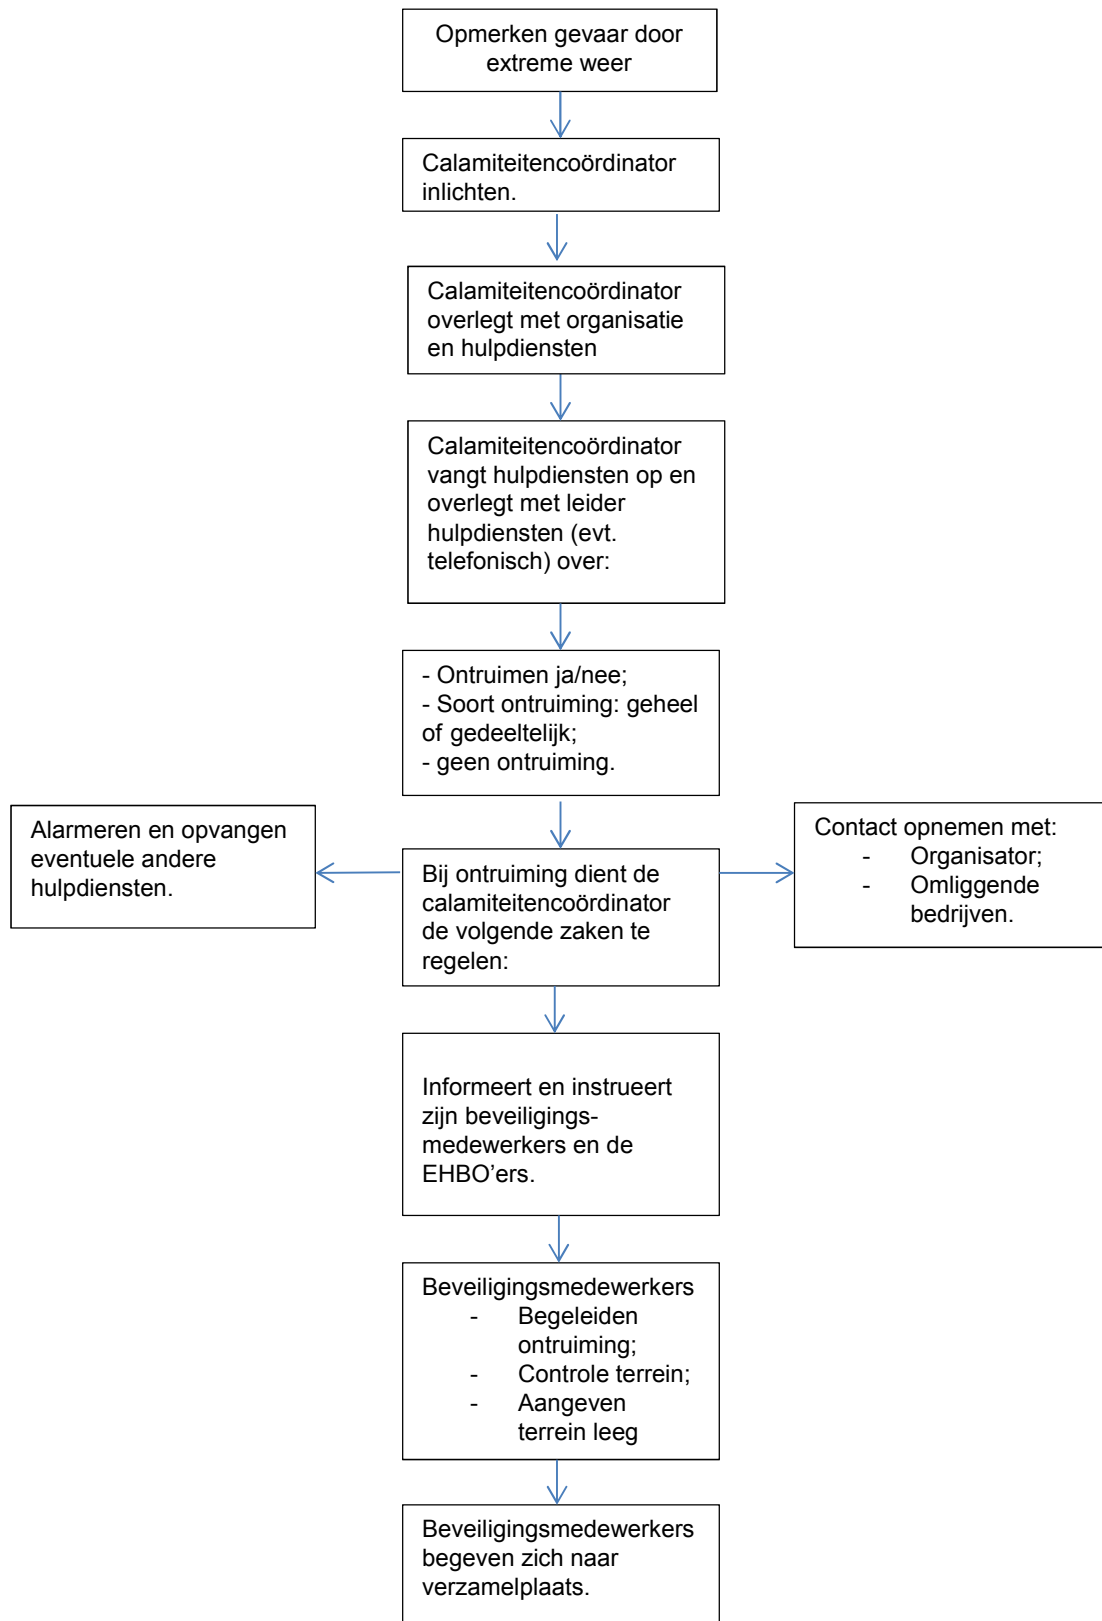 Opmerken gevaar door
extreme weer
Calamiteitencoördinator
inlichten.
Calamiteitencoördinator
overlegt met organisatie
en hulpdiensten
Calamiteitencoördinator
vangt hulpdiensten op en
overlegt met leider
hulpdiensten (evt.
telefonisch) over:
- Ontruimen ja/nee;
- Soort ontruiming: geheel
of gedeeltelijk;
- geen ontruiming.
Alarmeren en opvangen
eventuele andere
hulpdiensten.
Bij ontruiming dient de
calamiteitencoördinator
de volgende zaken te
regelen:
Contact opnemen met:
- Organisator;
- Omliggende
bedrijven.
Informeert en instrueert
zijn beveiligings-
medewerkers en de
EHBO’ers.
Beveiligingsmedewerkers
- Begeleiden
ontruiming;
- Controle terrein;
- Aangeven
terrein leeg
Beveiligingsmedewerkers
begeven zich naar
verzamelplaats.